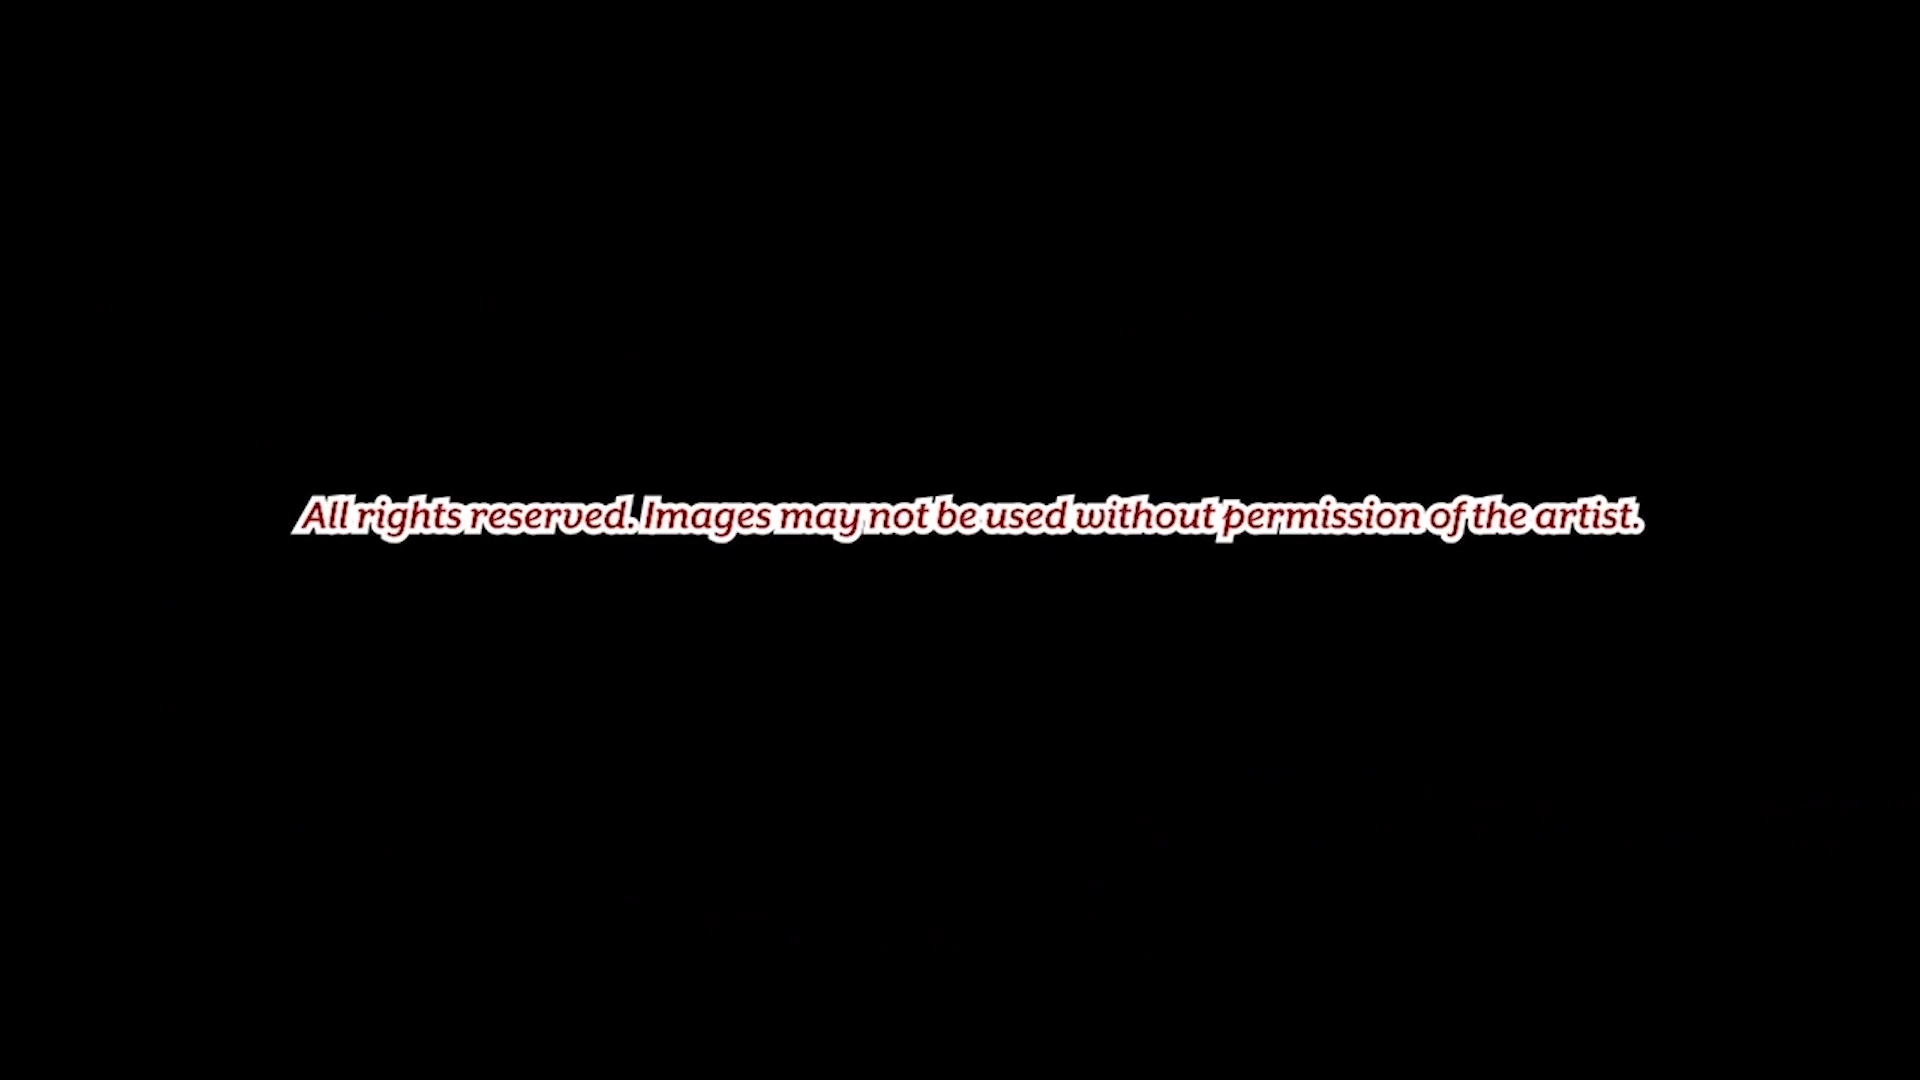 All rights reserved. Images may not be used without permission of the artist.